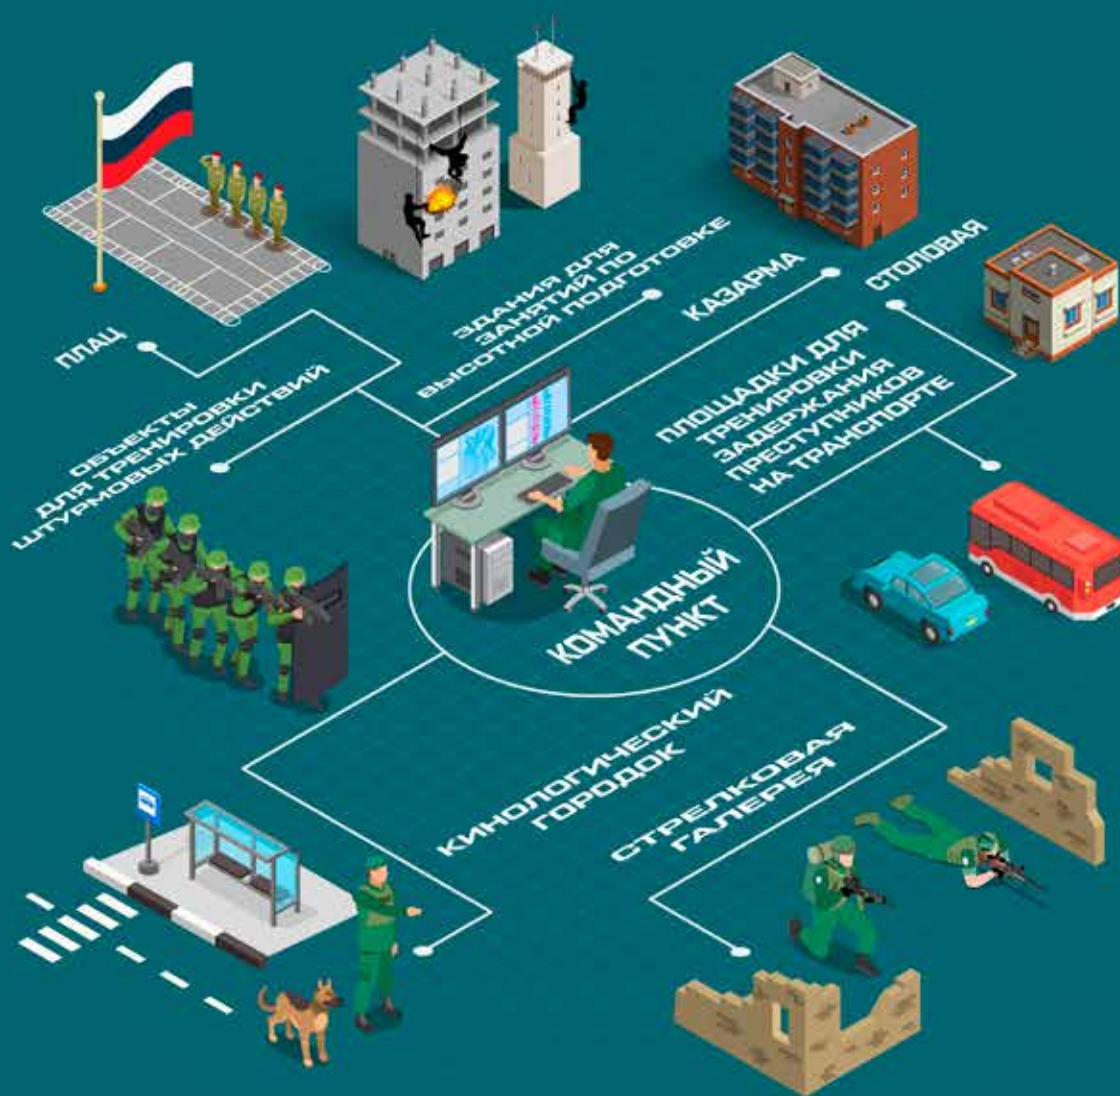 ПЛАЦ
ЗДАНИЯ ДЛЯ
ЗАНЯТИЙ ПО
ВЫСОТНОЙ ПОДГОТОВКЕ
КАЗАРМА
СТОЛОВАЯ
ОБЪЕКТЫ
ДЛЯ ТРЕНИРОВКИ
ШТУРМОВЫХ ДЕЙСТВИЙ
ПЛОЩАДКИ ДЛЯ
ТРЕНИРОВКИ
ЗАДЕРЖАНИЯ
ПРЕСТУПНИКОВ
НА ТРАНСПОРТЕ
КОМАНДНЫЙ
ПУНКТ
КИНОЛОГИЧЕСКИЙ
ГОРОДОК
СТРЕЛКОВАЯ
ГАЛЕРЕЯ